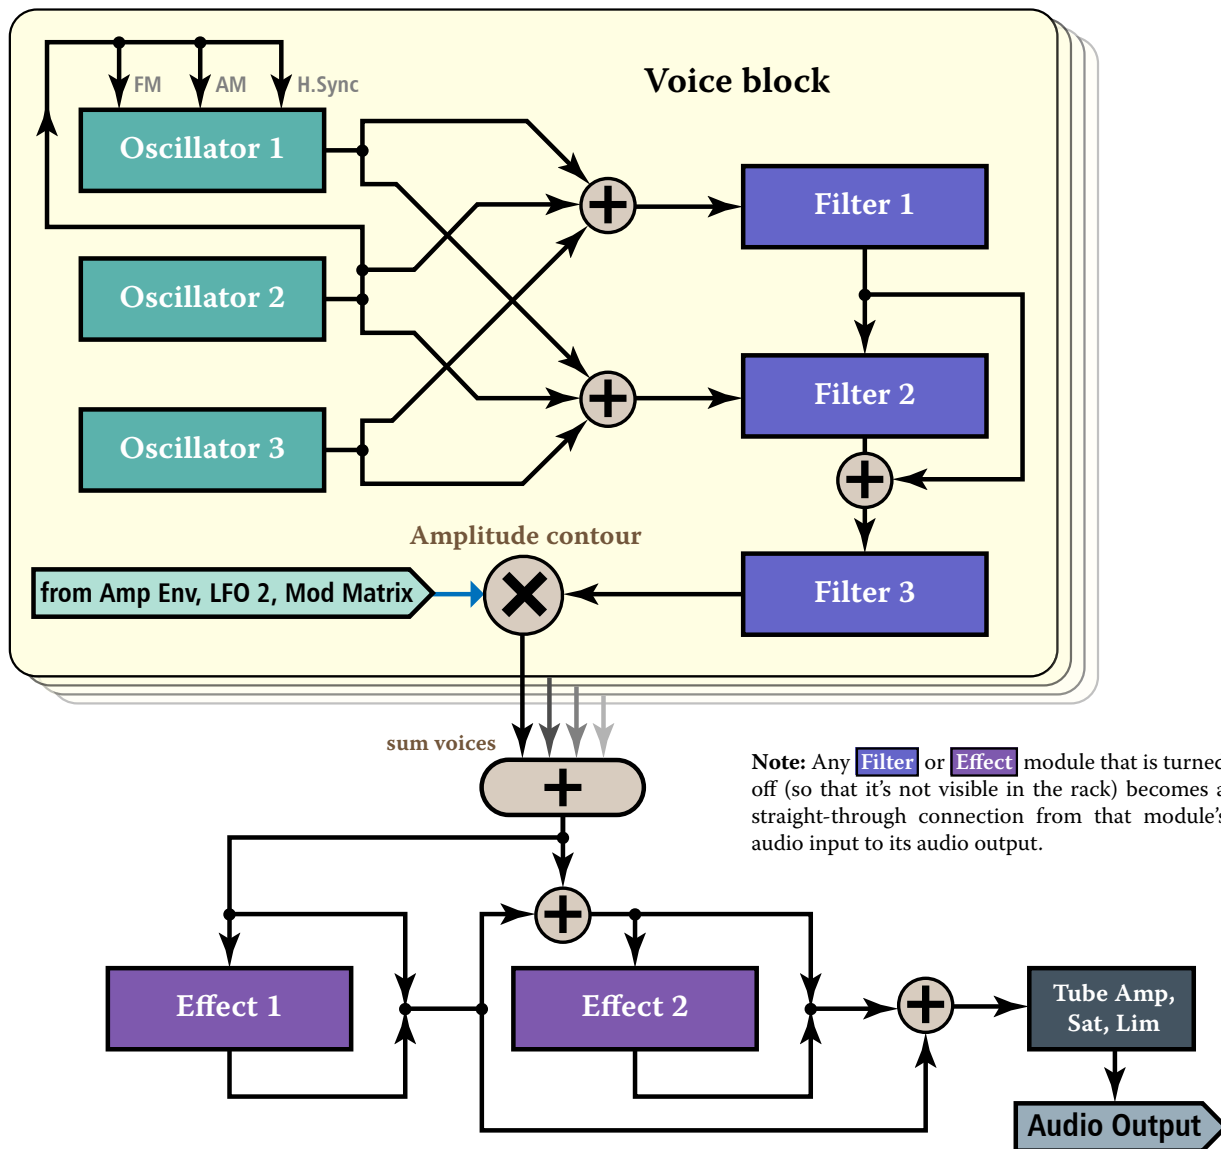 Voice block
FM
AM
H.Sync
Oscillator 1
Filter 1
Oscillator 2
Filter 2
Oscillator 3
Amplitude contour
from Amp Env, LFO 2, Mod Matrix
Filter 3
sum voices
Note: Any Filter or Effect module that is turned
off (so that it's not visible in the rack) becomes a
straight-through connection from that module's
audio input to its audio output.
Effect 1
Effect 2
Tube Amp,
Sat, Lim
Audio Output